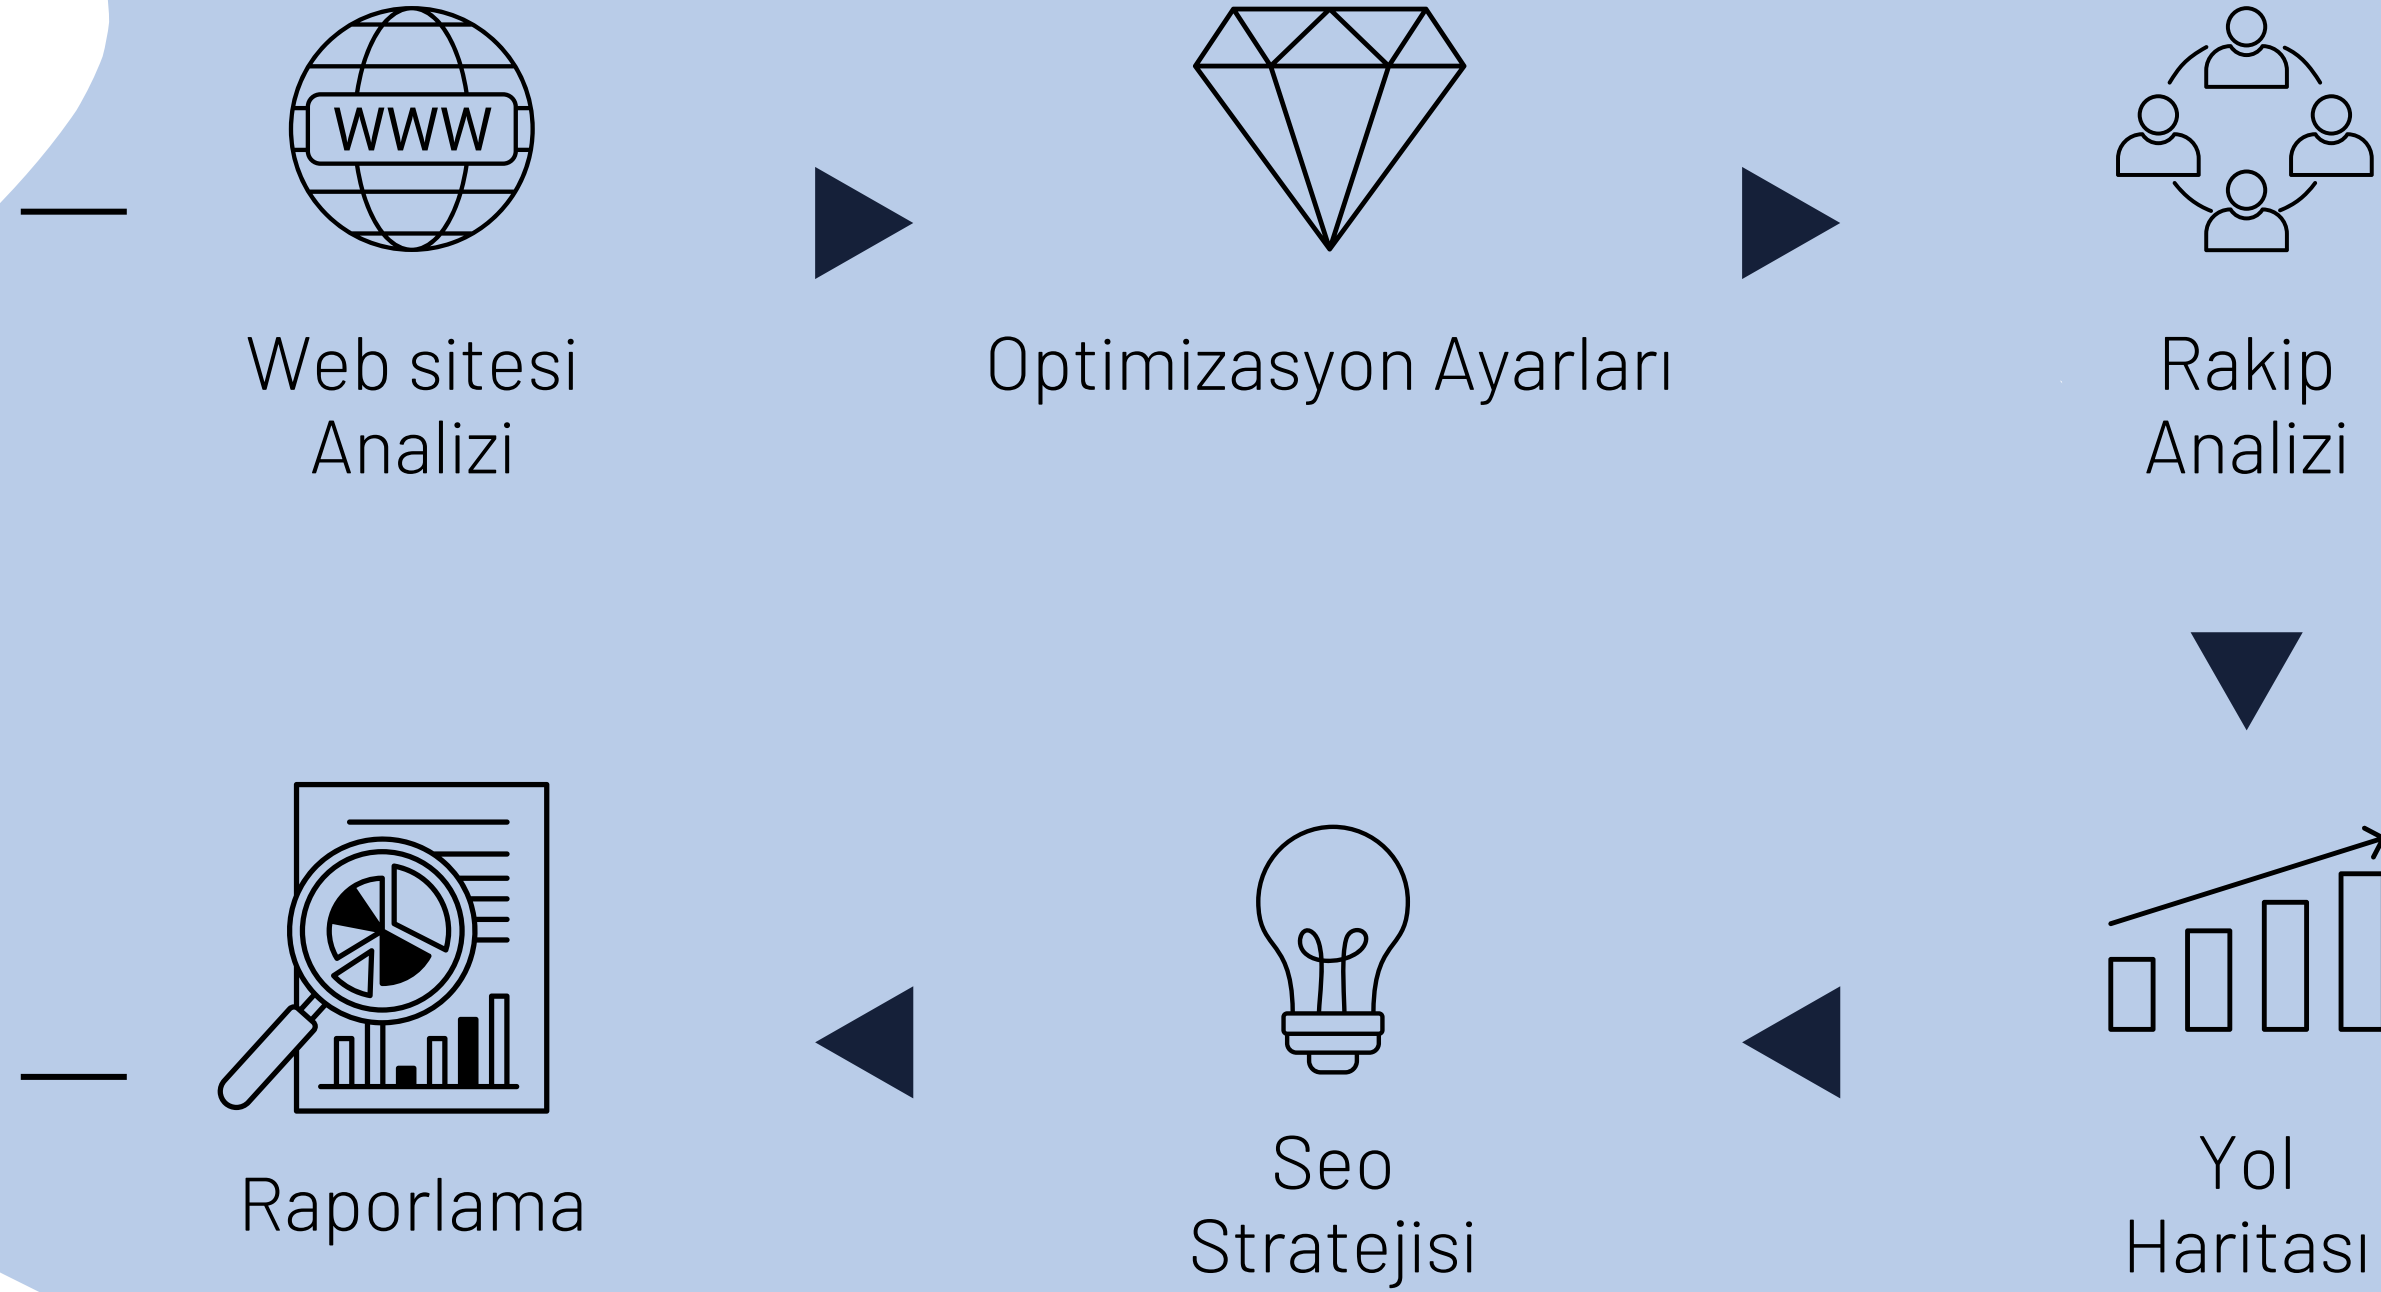 WWW
Web sitesi
Analizi
Optimizasyon Ayarları
Rakip
Analizi
Yol
Haritası
Seo
Stratejisi
Raporlama